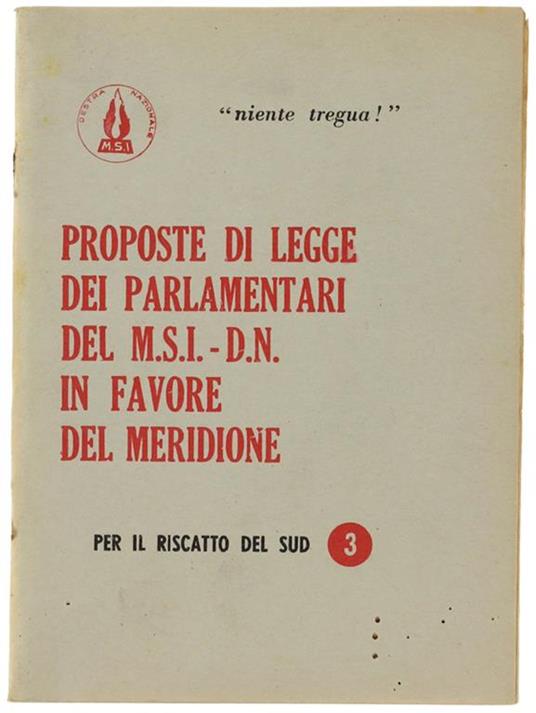 DESTRA NAZIONALE
M.S.I
“niente tregua!”
PROPOSTE DI LEGGE
DEI PARLAMENTARI
DEL M.S.I. - D.N.
IN FAVORE
DEL MERIDIONE
PER IL RISCATTO DEL SUD 3